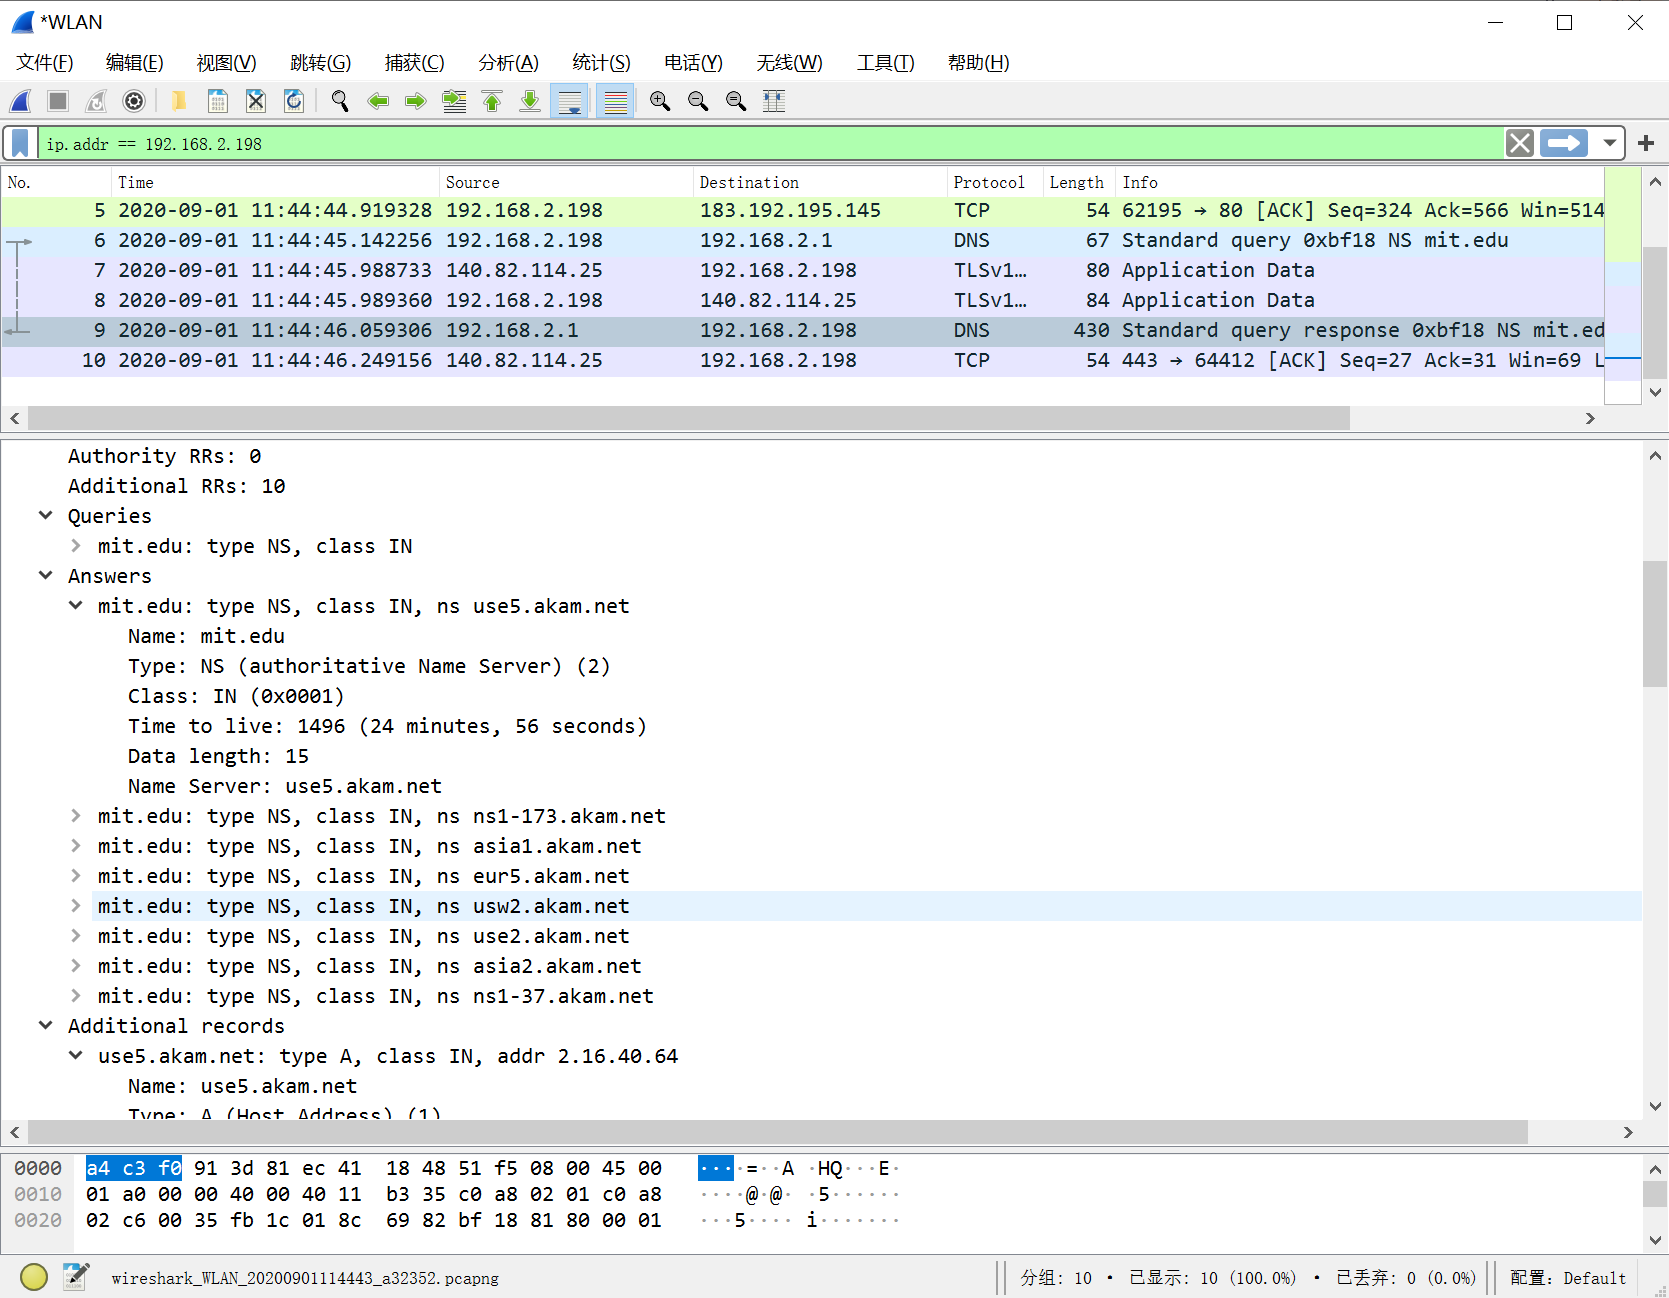 *WLAN
文件(F) 编辑(E) 视图(V) 跳转(G) 捕获(C) 分析(A) 统计(S) 电话(Y) 无线(W) 工具(T) 帮助(H)
ip.addr == 192.168.2.198
No. Time Source Destination Protocol Length Info
5 2020-09-01 11:44:44.919328 192.168.2.198 183.192.195.145 TCP 54 62195 → 80 [ACK] Seq=324 Ack=566 Win=514
6 2020-09-01 11:44:45.142256 192.168.2.198 192.168.2.1 DNS 67 Standard query 0xbf18 NS mit.edu
7 2020-09-01 11:44:45.988733 140.82.114.25 192.168.2.198 TLSv1… 80 Application Data
8 2020-09-01 11:44:45.989360 192.168.2.198 140.82.114.25 TLSv1… 84 Application Data
9 2020-09-01 11:44:46.059306 192.168.2.1 192.168.2.198 DNS 430 Standard query response 0xbf18 NS mit.ed
10 2020-09-01 11:44:46.249156 140.82.114.25 192.168.2.198 TCP 54 443 → 64412 [ACK] Seq=27 Ack=31 Win=69 L
Authority RRs: 0
Additional RRs: 10
Queries
mit.edu: type NS, class IN
Answers
mit.edu: type NS, class IN, ns use5.akam.net
Name: mit.edu
Type: NS (authoritative Name Server) (2)
Class: IN (0x0001)
Time to live: 1496 (24 minutes, 56 seconds)
Data length: 15
Name Server: use5.akam.net
mit.edu: type NS, class IN, ns ns1-173.akam.net
mit.edu: type NS, class IN, ns asia1.akam.net
mit.edu: type NS, class IN, ns eur5.akam.net
mit.edu: type NS, class IN, ns usw2.akam.net
mit.edu: type NS, class IN, ns use2.akam.net
mit.edu: type NS, class IN, ns asia2.akam.net
mit.edu: type NS, class IN, ns ns1-37.akam.net
Additional records
use5.akam.net: type A, class IN, addr 2.16.40.64
Name: use5.akam.net
Type: A (Host Address) (1)
0000 a4 c3 f0 91 3d 81 ec 41 18 48 51 f5 08 00 45 00 ····=··A ·HQ···E·
0010 01 a0 00 00 40 00 40 11 b3 35 c0 a8 02 01 c0 a8 ····@·@· ·5······
0020 02 c6 00 35 fb 1c 01 8c 69 82 bf 18 81 80 00 01 ···5···· i·······
wireshark_WLAN_20200901114443_a32352.pcapng 分组: 10 · 已显示: 10 (100.0%) · 已丢弃: 0 (0.0%) 配置: Default